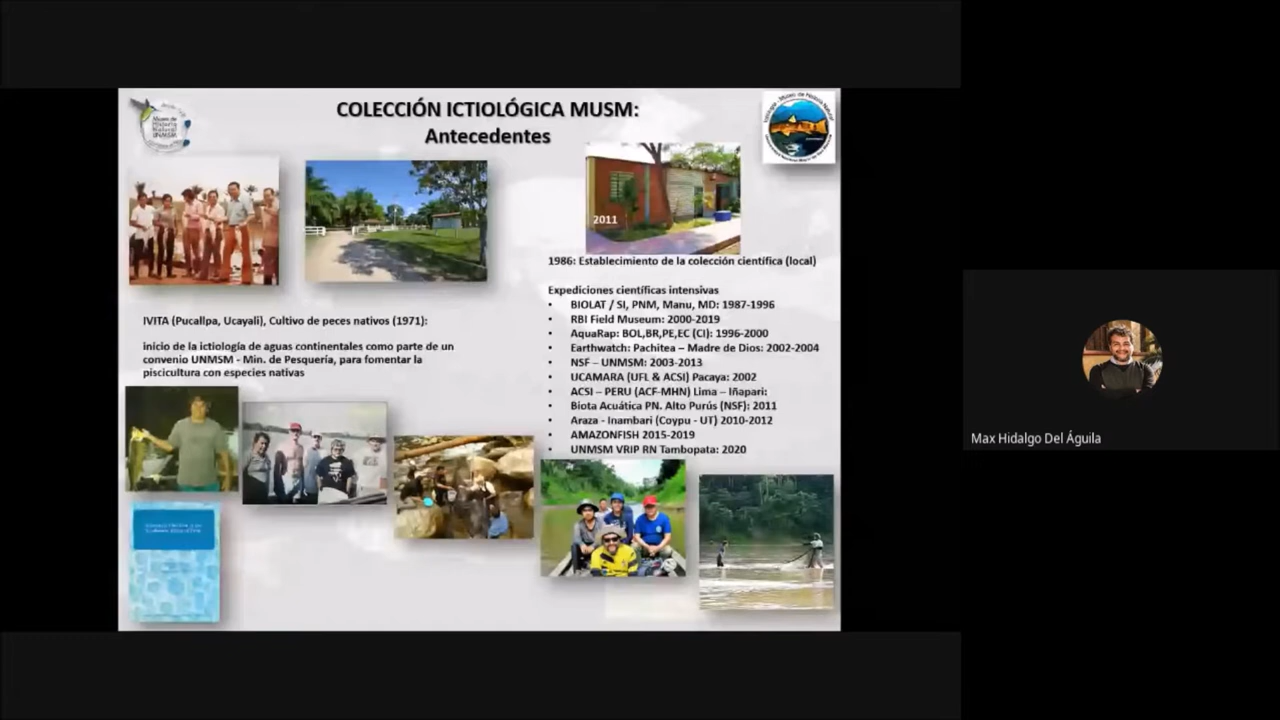 COLECCIÓN ICTIOLÓGICA MUSM:
Antecedentes
Museo de
Historia
Natural
UNMSM
2011
1986: Establecimiento de la colección científica (local)
Expediciones científicas intensivas
• BIOLAT / SI, PNM, Manu, MD: 1987-1996
• RBI Field Museum: 2000-2019
• AquaRap: BOL,BR,PE,EC (CI): 1996-2000
• Earthwatch: Pachitea – Madre de Dios: 2002-2004
• NSF – UNMSM: 2003-2013
• UCAMARA (UFL & ACSI) Pacaya: 2002
• ACSI – PERU (ACF-MHN) Lima – Iñapari:
• Biota Acuática PN. Alto Purús (NSF): 2011
• Araza - Inambari (Coypu - UT) 2010-2012
• AMAZONFISH 2015-2019
• UNMSM VRIP RN Tambopata: 2020
IVITA (Pucallpa, Ucayali), Cultivo de peces nativos (1971):
inicio de la ictiología de aguas continentales como parte de un
convenio UNMSM - Min. de Pesquería, para fomentar la
piscicultura con especies nativas
Max Hidalgo Del Águila